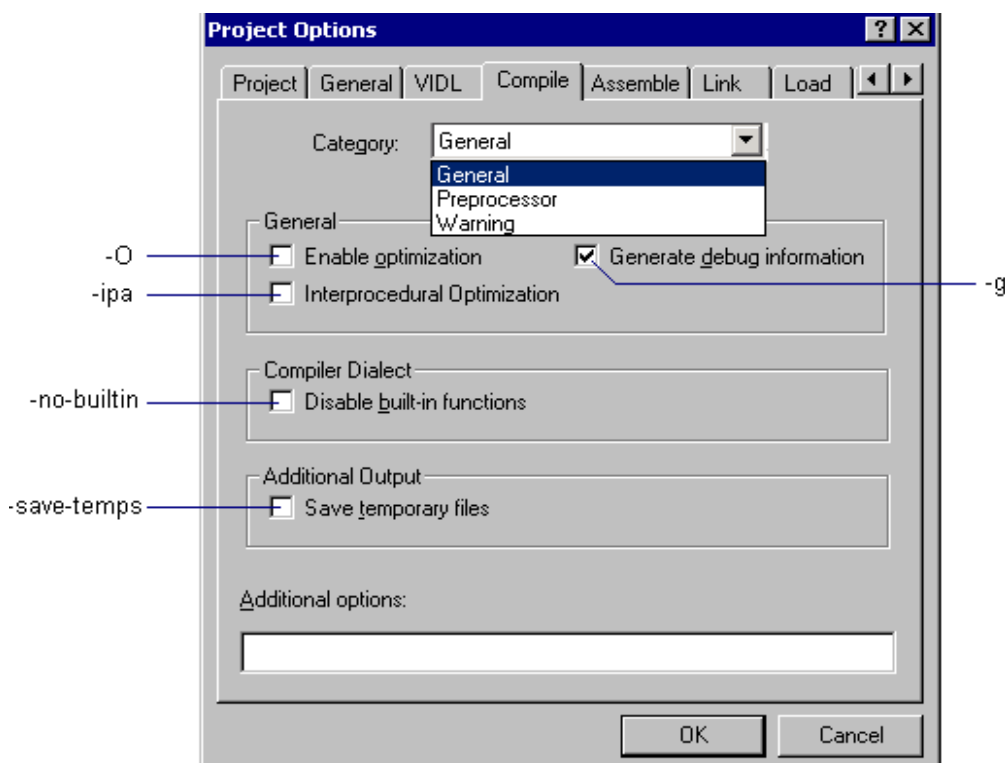 Project Options
Project General VIDL Compile Assemble Link Load
Category: General
General
Preprocessor
Warning
General
-O Enable optimization Generate debug information
-ipa Interprocedural Optimization -g
Compiler Dialect
-no-builtin Disable built-in functions
Additional Output
-save-temps Save temporary files
Additional options:
OK Cancel